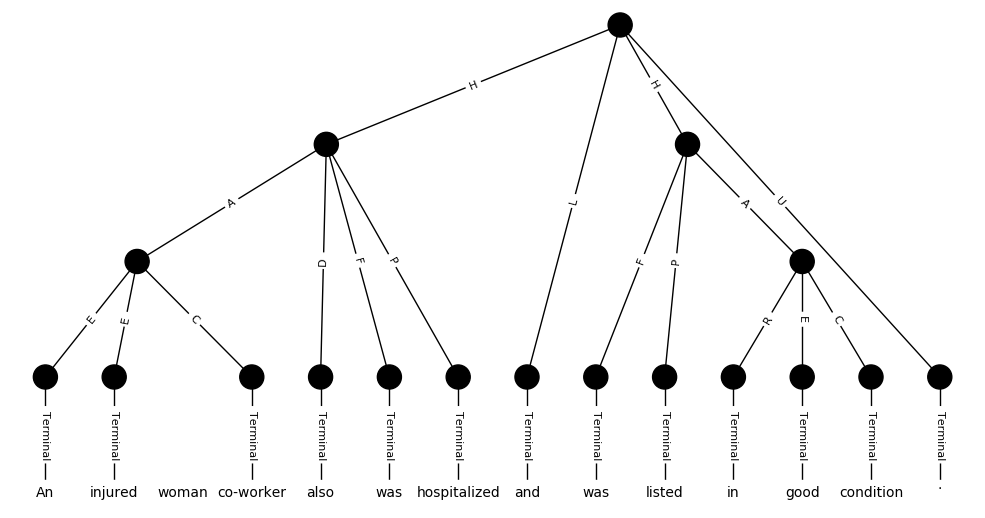 H H
L
A A U
D F P F P
E E C R E C
Terminal Terminal Terminal Terminal Terminal Terminal Terminal Terminal Terminal Terminal Terminal Terminal Terminal
An injured woman co-worker also was hospitalized and was listed in good condition .